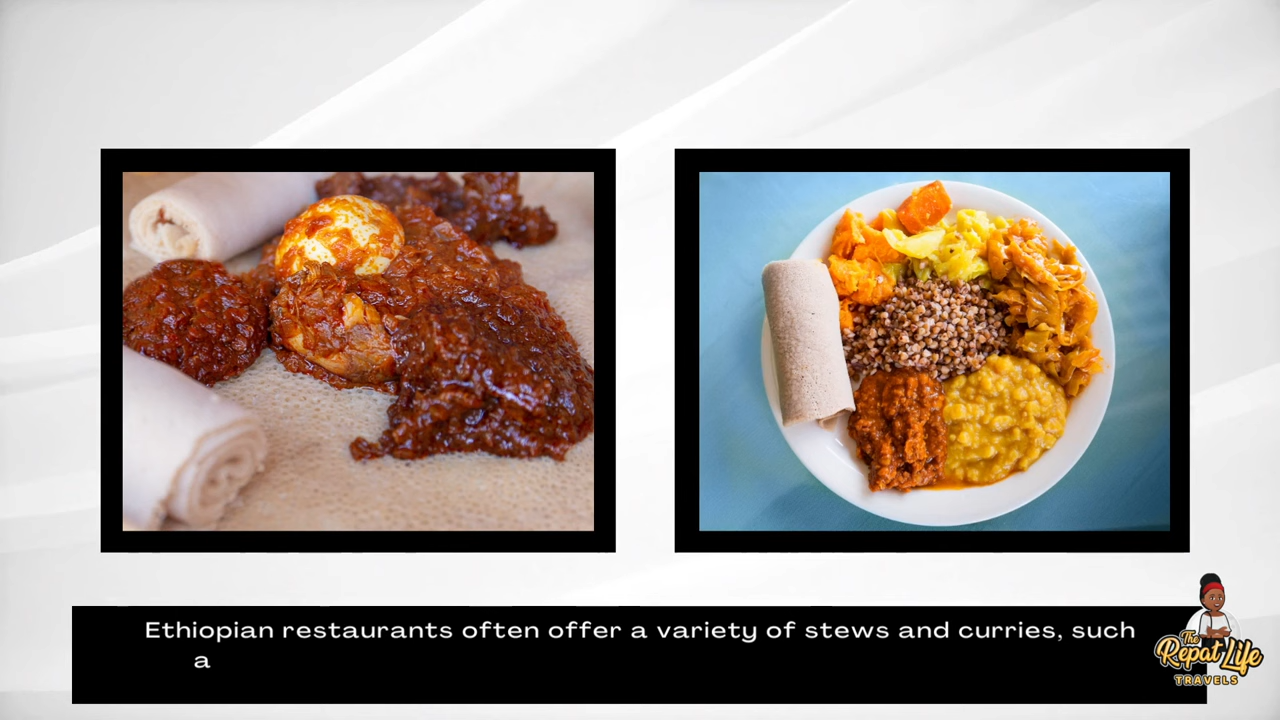 Ethiopian restaurants often offer a variety of stews and curries, such
a
The
Repat Life
TRAVELS